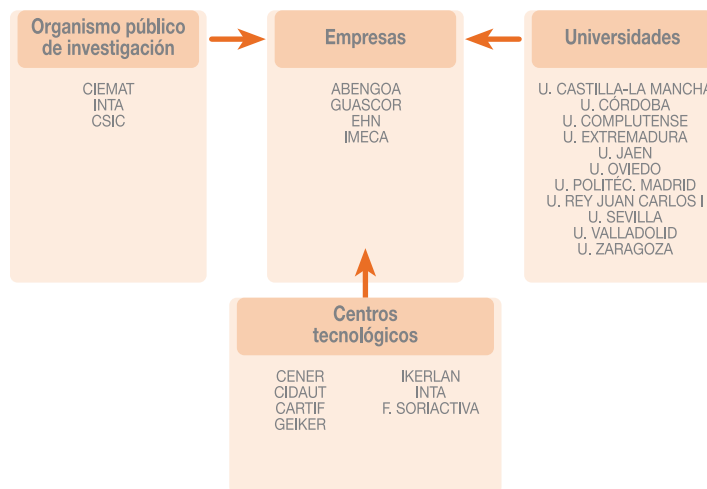 Organismo público
de investigación
CIEMAT
INTA
CSIC
Empresas
ABENGOA
GUASCOR
EHN
IMECA
Universidades
U. CASTILLA-LA MANCHA
U. CÓRDOBA
U. COMPLUTENSE
U. EXTREMADURA
U. JAEN
U. OVIEDO
U. POLITÉC. MADRID
U. REY JUAN CARLOS I
U. SEVILLA
U. VALLADOLID
U. ZARAGOZA
Centros
tecnológicos
CENER
CIDAUT
CARTIF
GEIKER
IKERLAN
INTA
F. SORIACTIVA